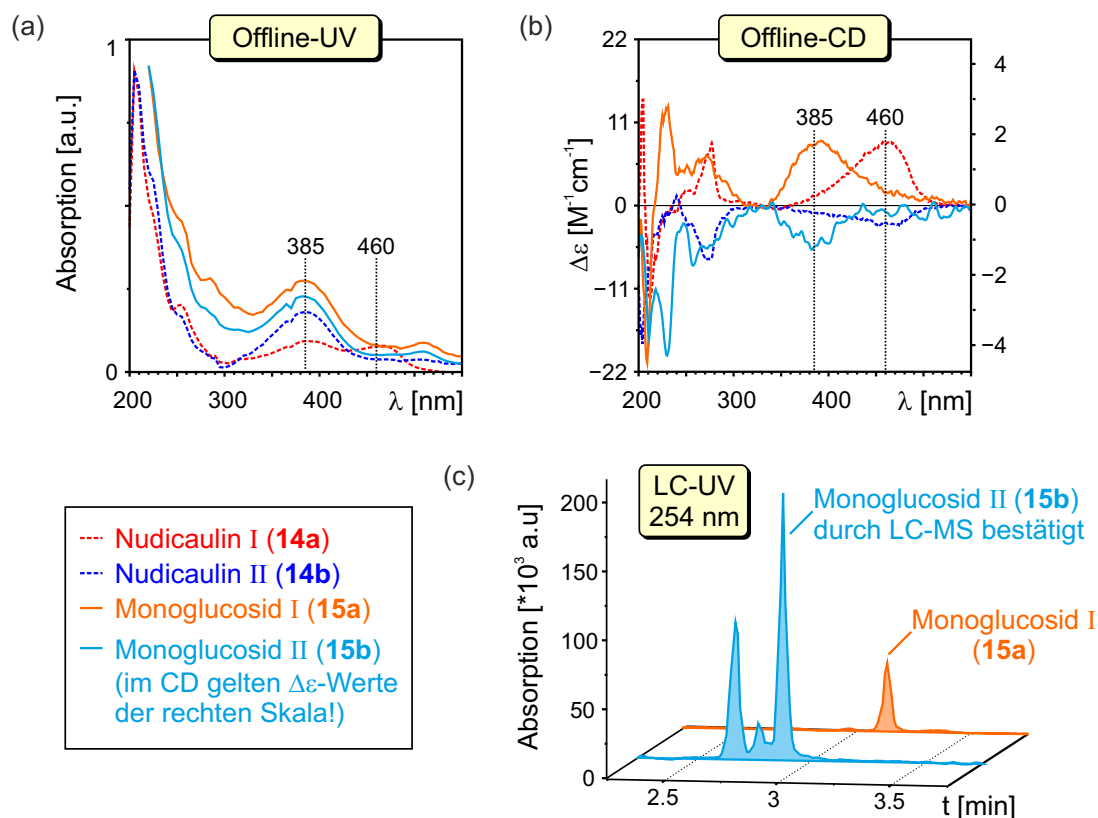 (a)
Offline-UV
1
Absorption [a.u.]
385
460
0
200
300
400
λ [nm]
(b)
Offline-CD
22
11
0
−11
−22
Δε [M⁻¹cm⁻¹]
385
460
4
2
0
−2
−4
200
300
400
λ [nm]
Nudicaulin I (14a)
Nudicaulin II (14b)
Monoglucosid I (15a)
Monoglucosid II (15b)
(im CD gelten Δε-Werte
der rechten Skala!)
(c)
LC-UV
254 nm
Absorption [*10³ a.u]
200
150
100
50
0
Monoglucosid II (15b)
durch LC-MS bestätigt
Monoglucosid I
(15a)
2.5
3
3.5
t [min]